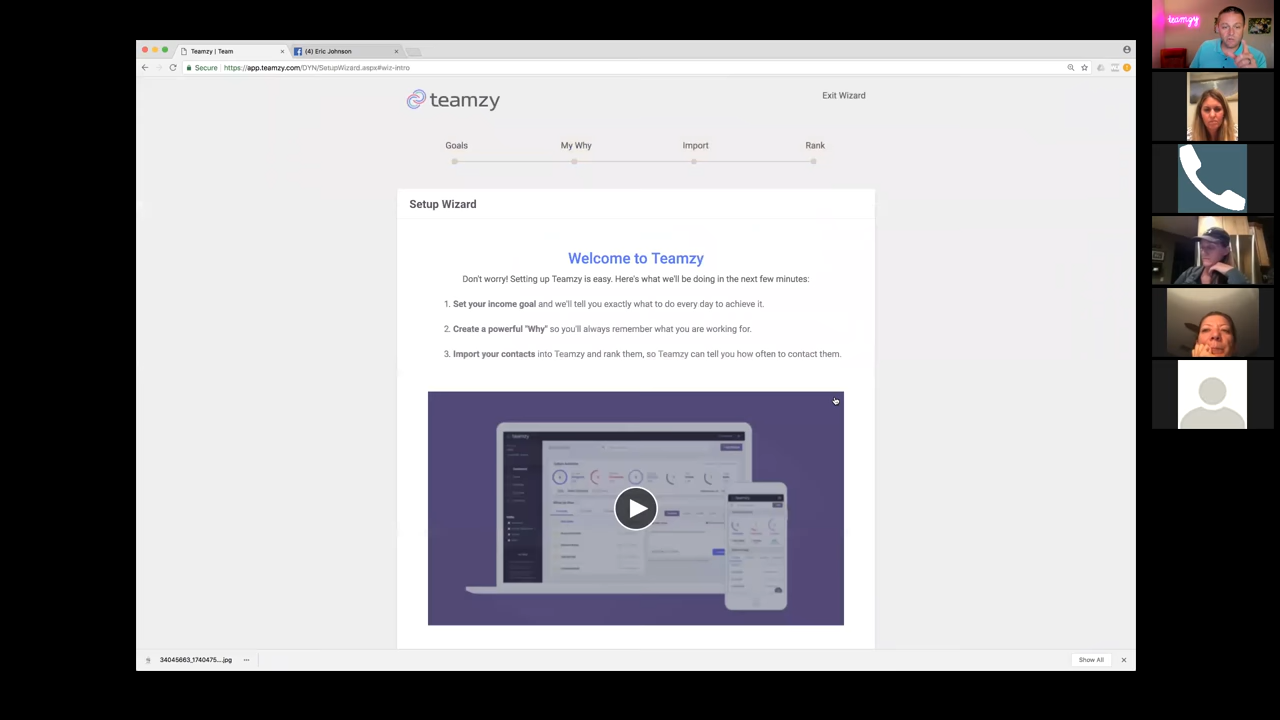 teamzy
Teamzy | Team
(4) Eric Johnson
Secure
https://app.teamzy.com/DYN/SetupWizard.aspx#wiz-intro
teamzy
Exit Wizard
Goals
My Why
Import
Rank
Setup Wizard
Welcome to Teamzy
Don't worry! Setting up Teamzy is easy. Here's what we'll be doing in the next few minutes:
1. Set your income goal and we'll tell you exactly what to do every day to achieve it.
2. Create a powerful "Why" so you'll always remember what you are working for.
3. Import your contacts into Teamzy and rank them, so Teamzy can tell you how often to contact them.
teamzy
34045663_1740475....jpg
Show All